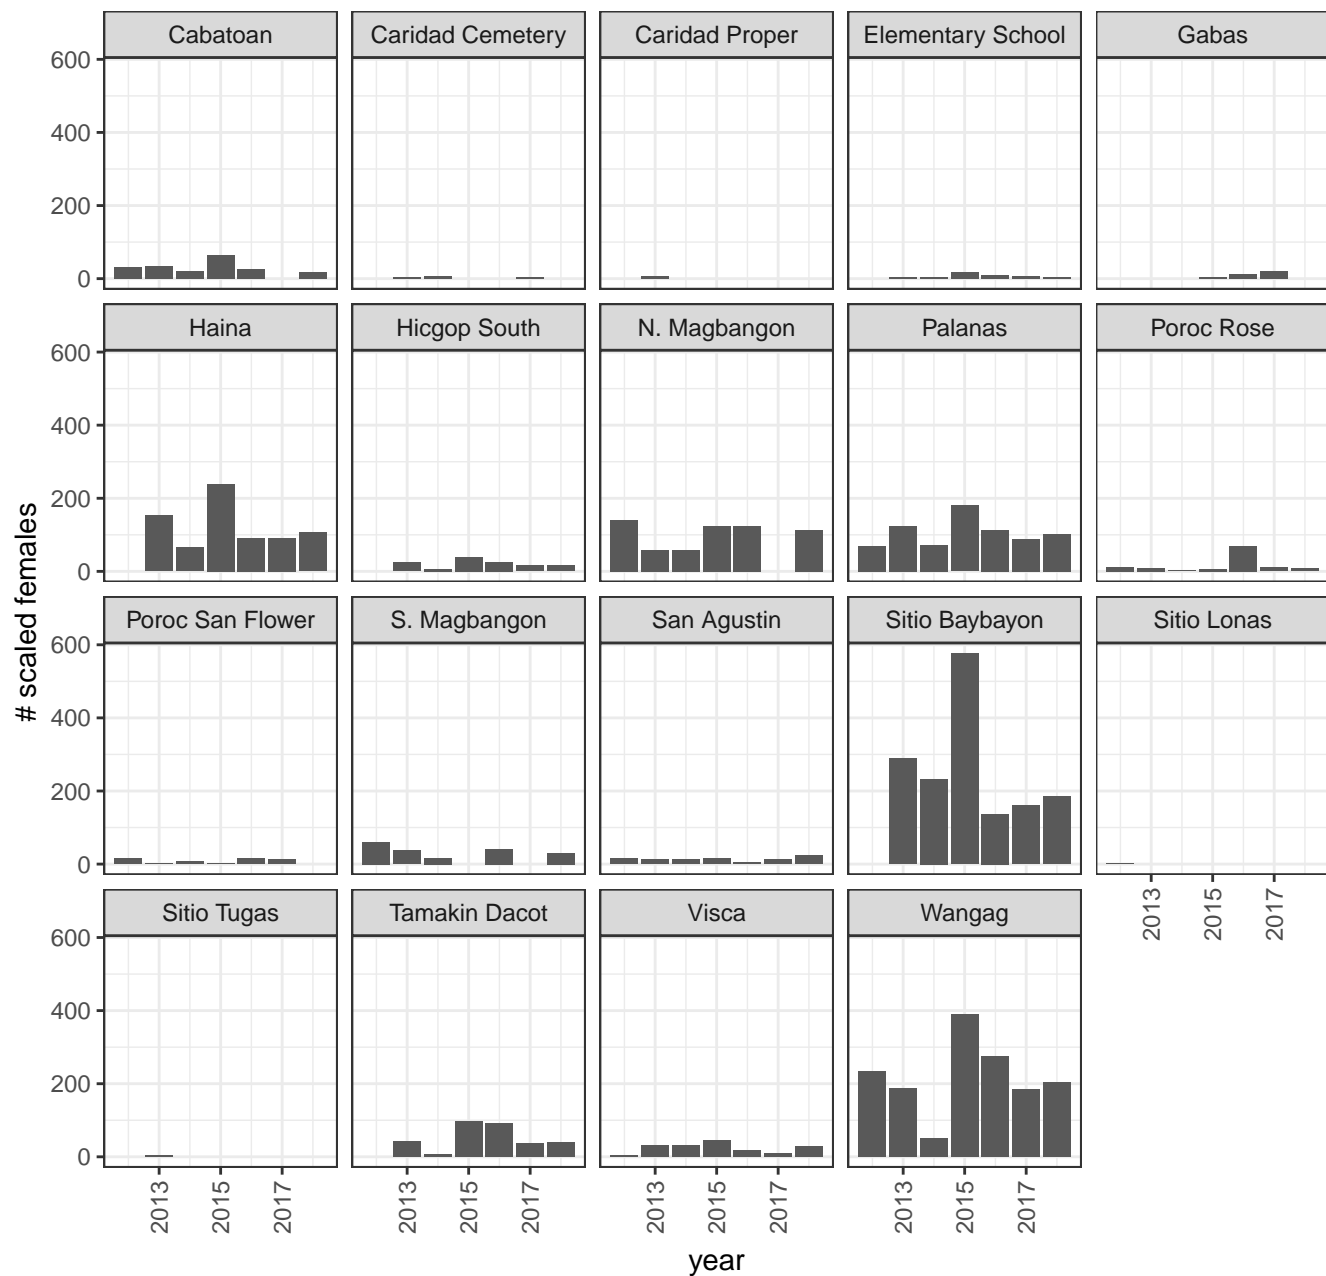 Cabatoan Caridad Cemetery Caridad Proper Elementary School Gabas
600
400
200
0
Haina Hicgop South N. Magbangon Palanas Poroc Rose
600
400
200
0
Poroc San Flower S. Magbangon San Agustin Sitio Baybayon Sitio Lonas
600
400
200
0
2013 2015 2017
Sitio Tugas Tamakin Dacot Visca Wangag
600
400
200
0
2013 2015 2017 2013 2015 2017 2013 2015 2017 2013 2015 2017
year
# scaled females